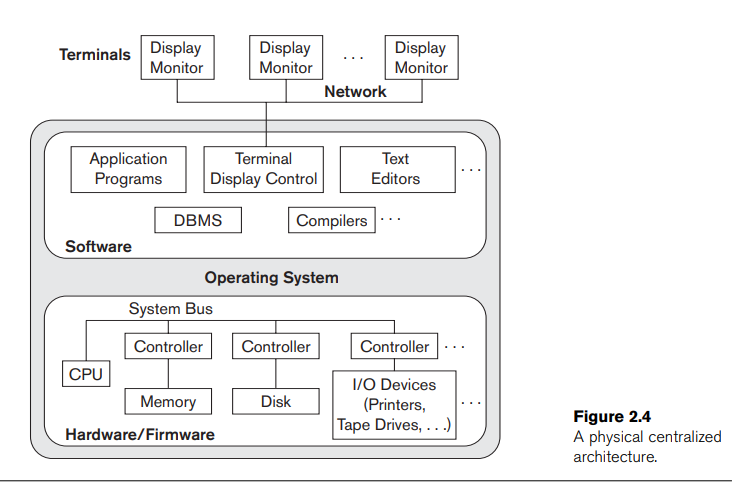 Terminals
Display
Monitor
Display
Monitor
. . .
Display
Monitor
Network
Application
Programs
Terminal
Display Control
Text
Editors
. . .
DBMS
Compilers
. . .
Software
Operating System
System Bus
Controller
Controller
Controller
. . .
CPU
Memory
Disk
I/O Devices
(Printers,
Tape Drives, . . .)
. . .
Hardware/Firmware
Figure 2.4
A physical centralized
architecture.